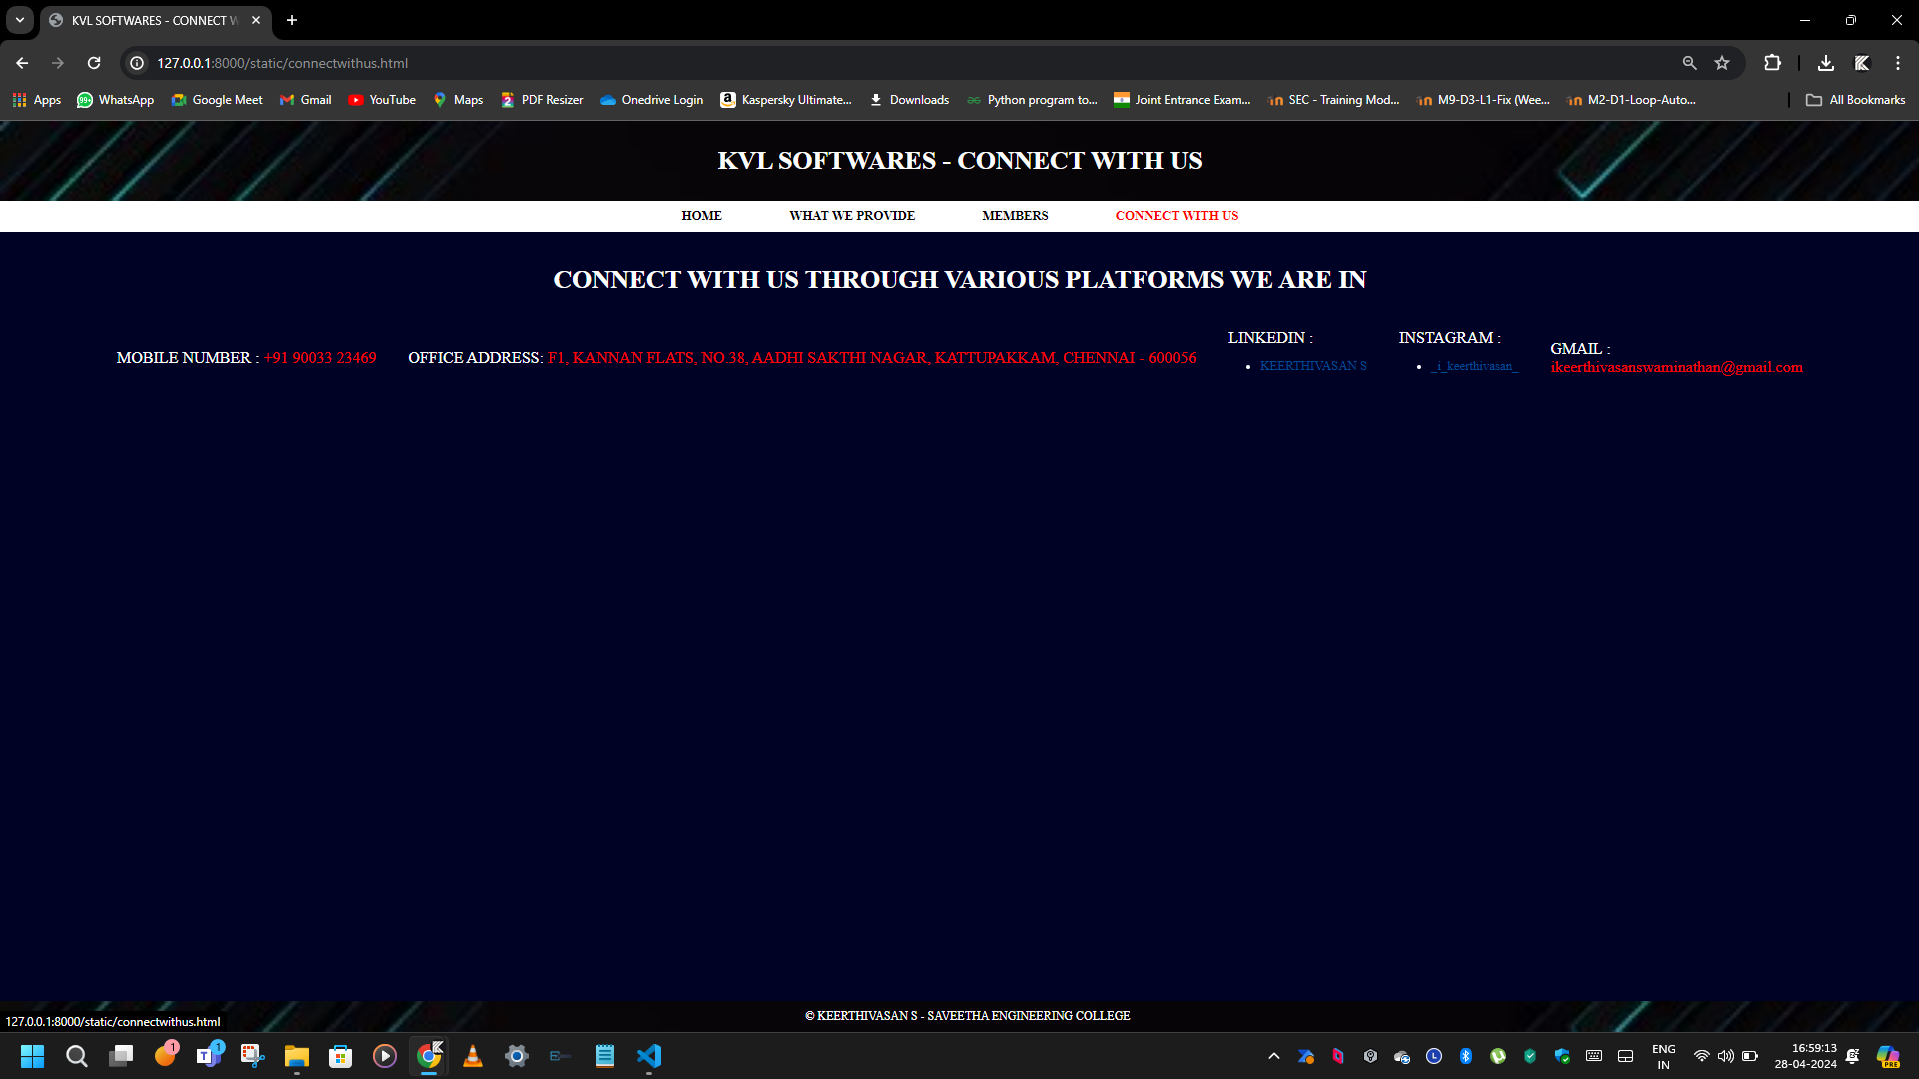 KVL SOFTWARES - CONNECT W
127.0.0.1:8000/static/connectwithus.html
Apps WhatsApp Google Meet Gmail YouTube Maps PDF Resizer Onedrive Login Kaspersky Ultimate... Downloads Python program to... Joint Entrance Exam... SEC - Training Mod... M9-D3-L1-Fix (Wee... M2-D1-Loop-Auto... All Bookmarks
KVL SOFTWARES - CONNECT WITH US
HOME WHAT WE PROVIDE MEMBERS CONNECT WITH US
CONNECT WITH US THROUGH VARIOUS PLATFORMS WE ARE IN
MOBILE NUMBER : +91 90033 23469
OFFICE ADDRESS: F1, KANNAN FLATS, NO.38, AADHI SAKTHI NAGAR, KATTUPAKKAM, CHENNAI - 600056
LINKEDIN :
• KEERTHIVASAN S
INSTAGRAM :
• _i_keerthivasan_
GMAIL :
ikeerthivasanswaminathan@gmail.com
© KEERTHIVASAN S - SAVEETHA ENGINEERING COLLEGE
127.0.0.1:8000/static/connectwithus.html
1 1
ENG
IN
16:59:13
28-04-2024
PRE